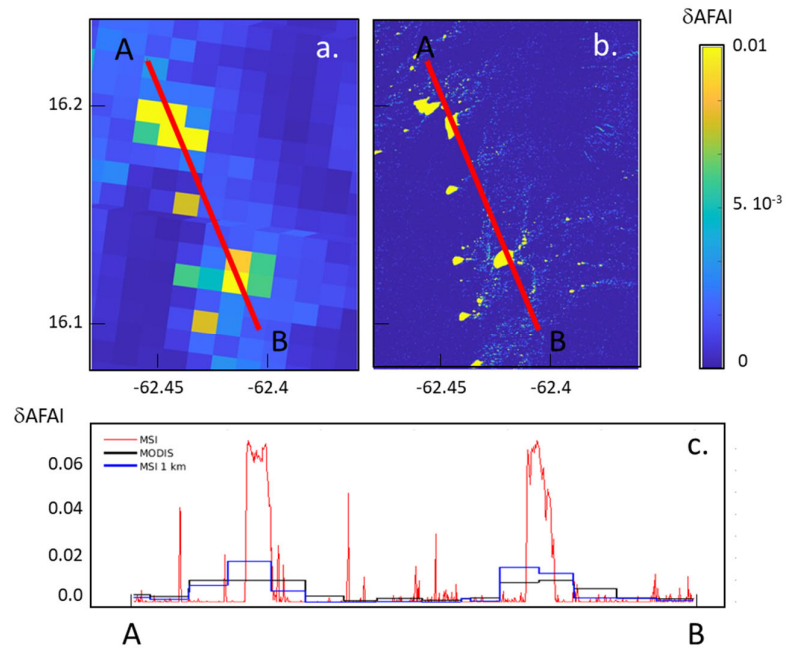 δAFAI
A
a.
A
b.
0.01
16.2
5. 10-3
16.1
B
B
0
-62.45
-62.4
-62.45
-62.4
δAFAI
MSI
MODIS
MSI 1 km
c.
0.06
0.04
0.02
0.0
A
B